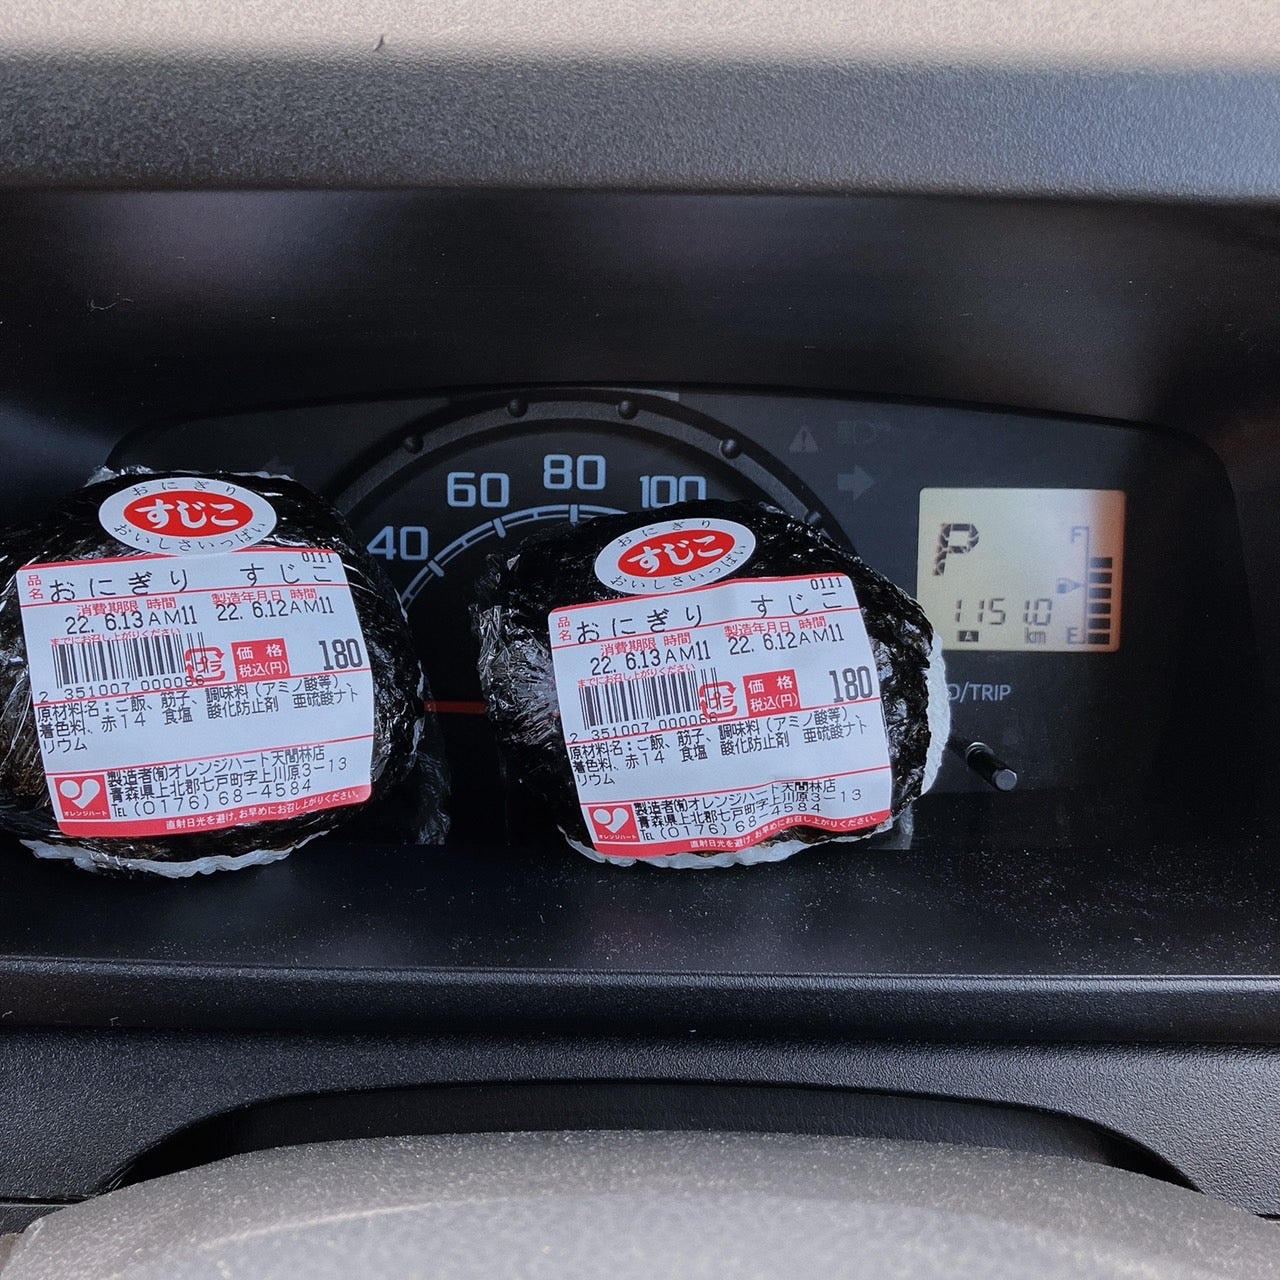 おにぎり
すじこ
おいしさいっぱい
0111
品名 おにぎり すじこ
消費期限 時間 製造年月日 時間
22. 6.13AM11 22. 6.12AM11
までにお召し上がりください
価格
税込(円)
180
2 351007 000066
原材料名:ご飯、筋子、調味料(アミノ酸等)、
着色料、赤14 食塩 酸化防止剤 亜硫酸ナト
リウム
オレンジハート
製造者㈲オレンジハート天間林店
青森県上北郡七戸町字上川原3-13
TEL(0176)68-4584
直射日光を避け、お早めにお召し上がりください。
おにぎり
すじこ
おいしさいっぱい
0111
品名 おにぎり すじこ
消費期限 時間 製造年月日 時間
22. 6.13AM11 22. 6.12AM11
までにお召し上がりください
価格
税込(円)
180
2 351007 000066
原材料名:ご飯、筋子、調味料(アミノ酸等)、
着色料、赤14 食塩 酸化防止剤 亜硫酸ナト
リウム
オレンジハート
製造者㈲オレンジハート天間林店
青森県上北郡七戸町字上川原3-13
TEL(0176)68-4584
直射日光を避け、お早めにお召し上がりください。
40
60
80
100
P
F
1151.0
A
km
E
/TRIP